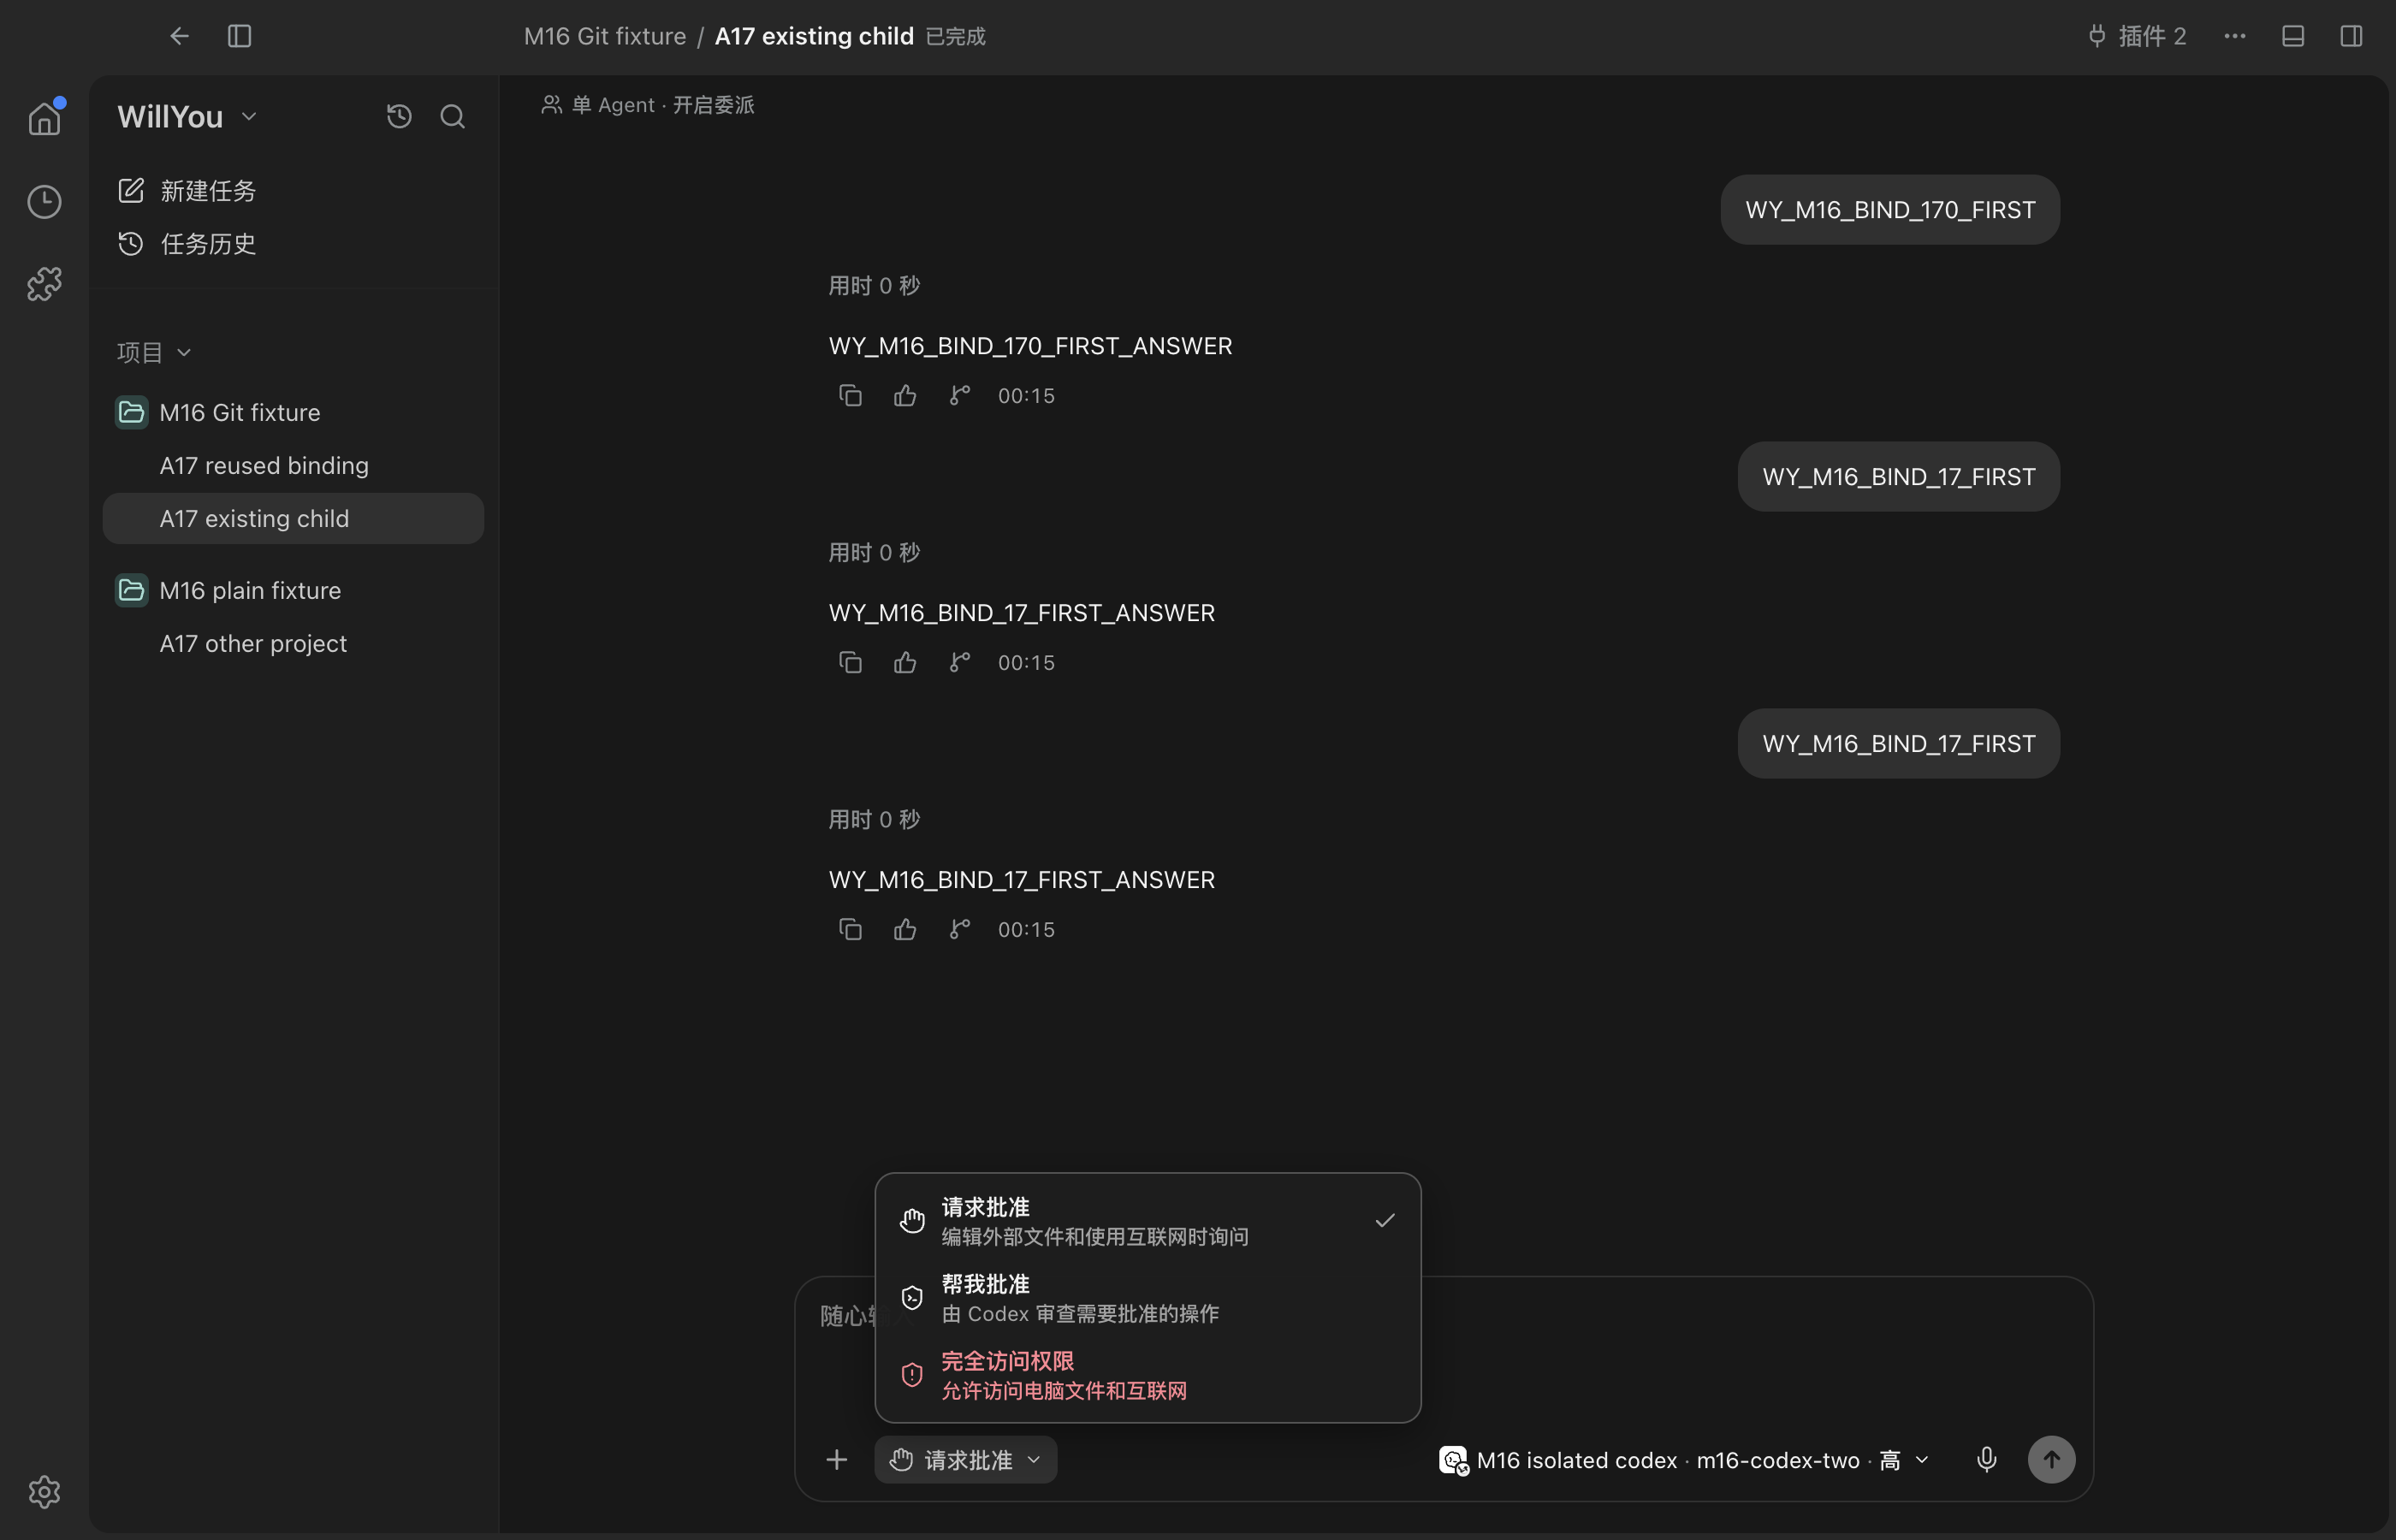 M16 Git fixture / A17 existing child 已完成
插件 2
WillYou
新建任务
任务历史
项目
M16 Git fixture
A17 reused binding
A17 existing child
M16 plain fixture
A17 other project
单 Agent · 开启委派
WY_M16_BIND_170_FIRST
用时 0 秒
WY_M16_BIND_170_FIRST_ANSWER
00:15
WY_M16_BIND_17_FIRST
用时 0 秒
WY_M16_BIND_17_FIRST_ANSWER
00:15
WY_M16_BIND_17_FIRST
用时 0 秒
WY_M16_BIND_17_FIRST_ANSWER
00:15
请求批准
编辑外部文件和使用互联网时询问
帮我批准
由 Codex 审查需要批准的操作
完全访问权限
允许访问电脑文件和互联网
随心
请求批准
M16 isolated codex · m16-codex-two · 高